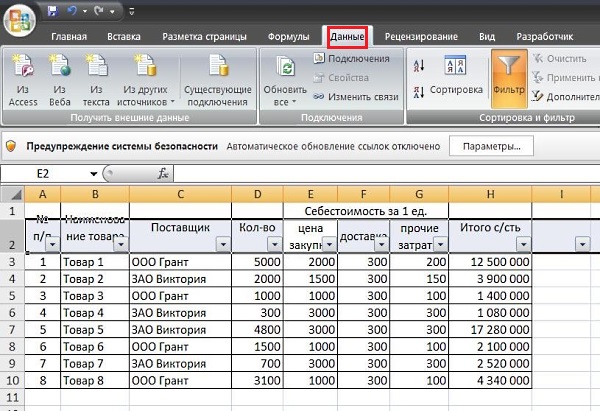 Главная Вставка Разметка страницы Формулы Данные Рецензирование Вид Разработчик
Из Access
Из Веба
Из текста
Из других источников
Существующие подключения
Получить внешние данные
Обновить все
Подключения
Свойства
Изменить связи
Подключения
Сортировка
Фильтр
Очистить
Применить
Дополнител
Сортировка и фильтр
Предупреждение системы безопасности Автоматическое обновление ссылок отключено Параметры...
E2 fx
A B C D E F G H I
1 Себестоимость за 1 ед.
2 № п/п Наименова ние товара Поставщик Кол-во цена закупк доставка прочие затрат Итого с/сть
3 1 Товар 1 ООО Грант 5000 2000 300 200 12 500 000
4 2 Товар 2 ЗАО Виктория 2000 1500 300 150 3 900 000
5 3 Товар 3 ООО Грант 1000 1000 300 100 1 400 000
6 4 Товар 4 ЗАО Виктория 300 3000 300 300 1 080 000
7 5 Товар 5 ЗАО Виктория 4800 3000 300 300 17 280 000
8 6 Товар 6 ООО Грант 1500 1000 300 100 2 100 000
9 7 Товар 7 ЗАО Виктория 700 3000 300 300 2 520 000
10 8 Товар 8 ООО Грант 3100 1000 300 100 4 340 000
11